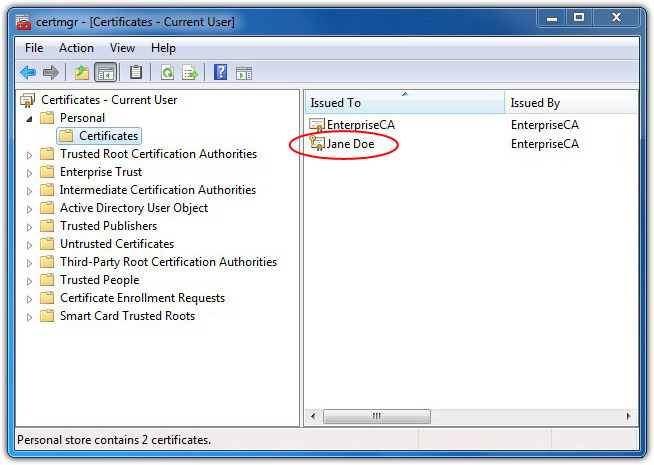 certmgr - [Certificates - Current User]
File Action View Help
Certificates - Current User
Personal
Certificates
Trusted Root Certification Authorities
Enterprise Trust
Intermediate Certification Authorities
Active Directory User Object
Trusted Publishers
Untrusted Certificates
Third-Party Root Certification Authorities
Trusted People
Certificate Enrollment Requests
Smart Card Trusted Roots
Issued To Issued By
EnterpriseCA EnterpriseCA
Jane Doe EnterpriseCA
Personal store contains 2 certificates.